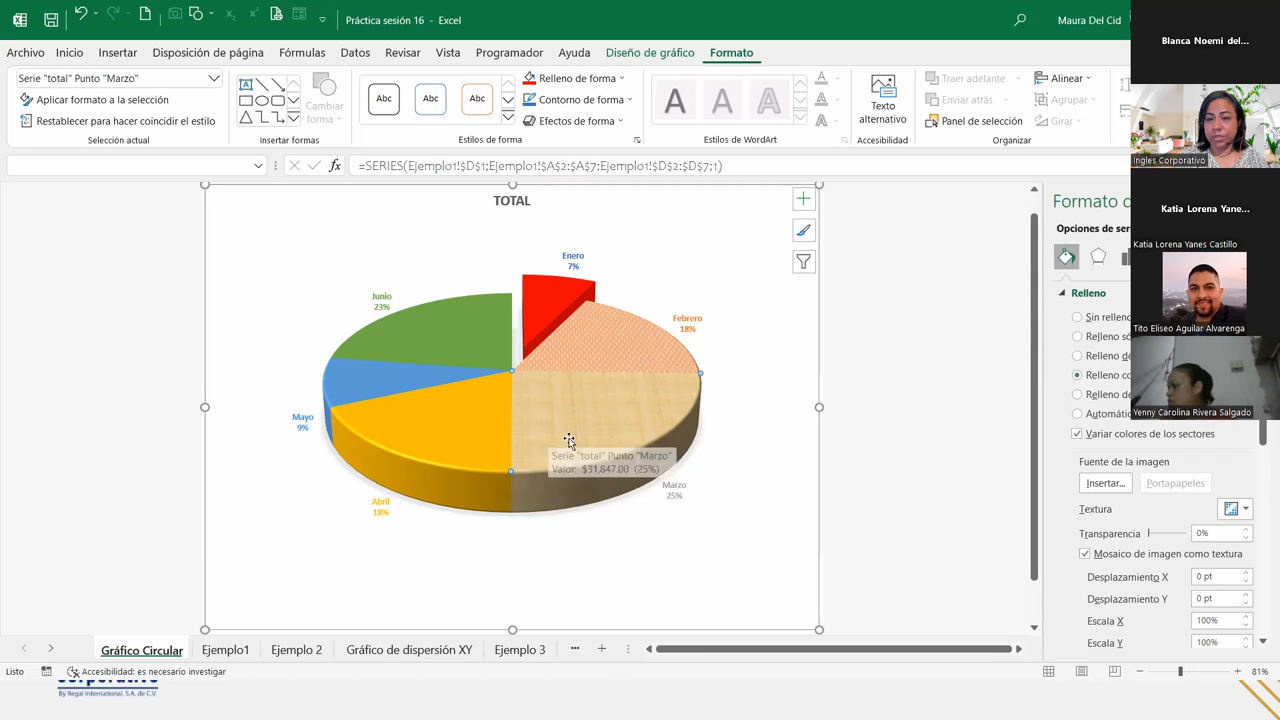 Práctica sesión 16 - Excel
Maura Del Cid
Archivo
Inicio
Insertar
Disposición de página
Fórmulas
Datos
Revisar
Vista
Programador
Ayuda
Diseño de gráfico
Formato
Serie "total" Punto "Marzo"
Aplicar formato a la selección
Restablecer para hacer coincidir el estilo
Selección actual
Cambiar
forma
Insertar formas
Abc
Abc
Abc
Relleno de forma
Contorno de forma
Efectos de forma
Estilos de forma
A
A
A
Estilos de WordArt
Texto
alternativo
Accesibilidad
Traer adelante
Enviar atrás
Panel de selección
Alinear
Agrupar
Girar
Organizar
fx
=SERIES(Ejemplo1!$D$1;Ejemplo1!$A$2:$A$7;Ejemplo1!$D$2:$D$7;1)
TOTAL
Enero
7%
Febrero
18%
Marzo
25%
Abril
18%
Mayo
9%
Junio
23%
Serie "total" Punto "Marzo"
Valor: $31,847.00 (25%)
Opciones de
Relleno
Automátic
Variar colores de los sectores
Fuente de la imagen
Insertar...
Portapapeles
Textura
Transparencia
0%
Mosaico de imagen como textura
Desplazamiento X
0 pt
Desplazamiento Y
0 pt
Escala X
100%
Escala Y
100%
Blanca Noemi del...
Ingles Corporativo
Katia Lorena Yane...
Katia Lorena Yanes Castillo
Tito Eliseo Aguilar Alvarenga
Yenny Carolina Rivera Salgado
Gráfico Circular
Ejemplo1
Ejemplo 2
Gráfico de dispersión XY
Ejemplo 3
Listo
Accesibilidad: es necesario investigar
81%
By Regal International, S.A. de C.V.